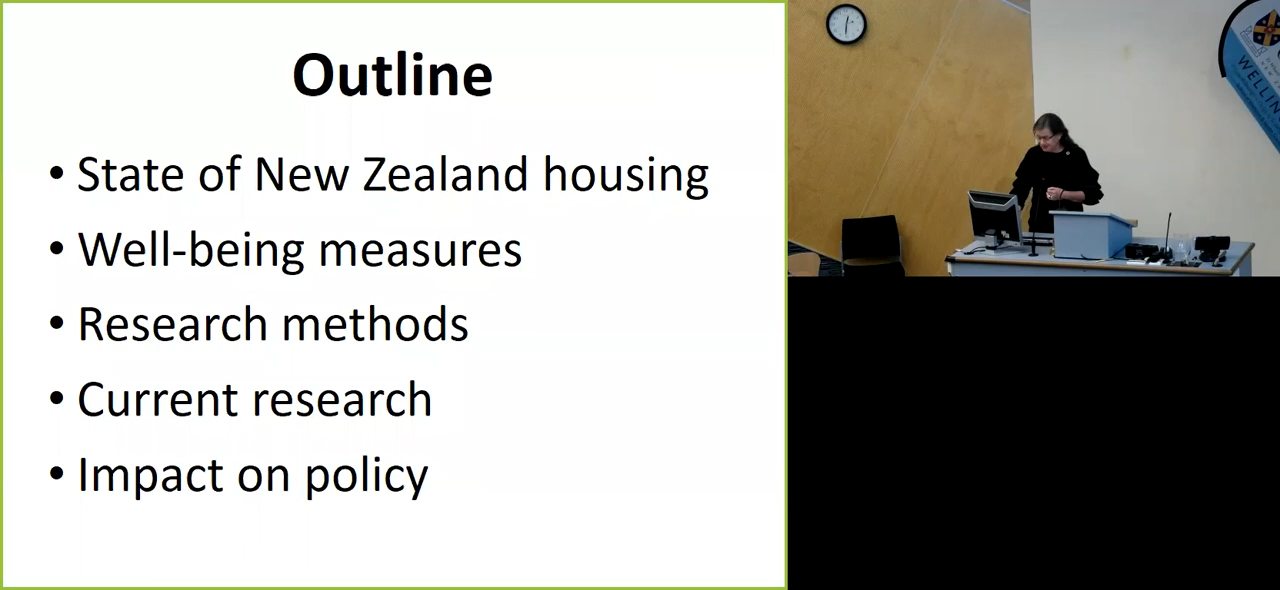 Outline
• State of New Zealand housing
• Well-being measures
• Research methods
• Current research
• Impact on policy